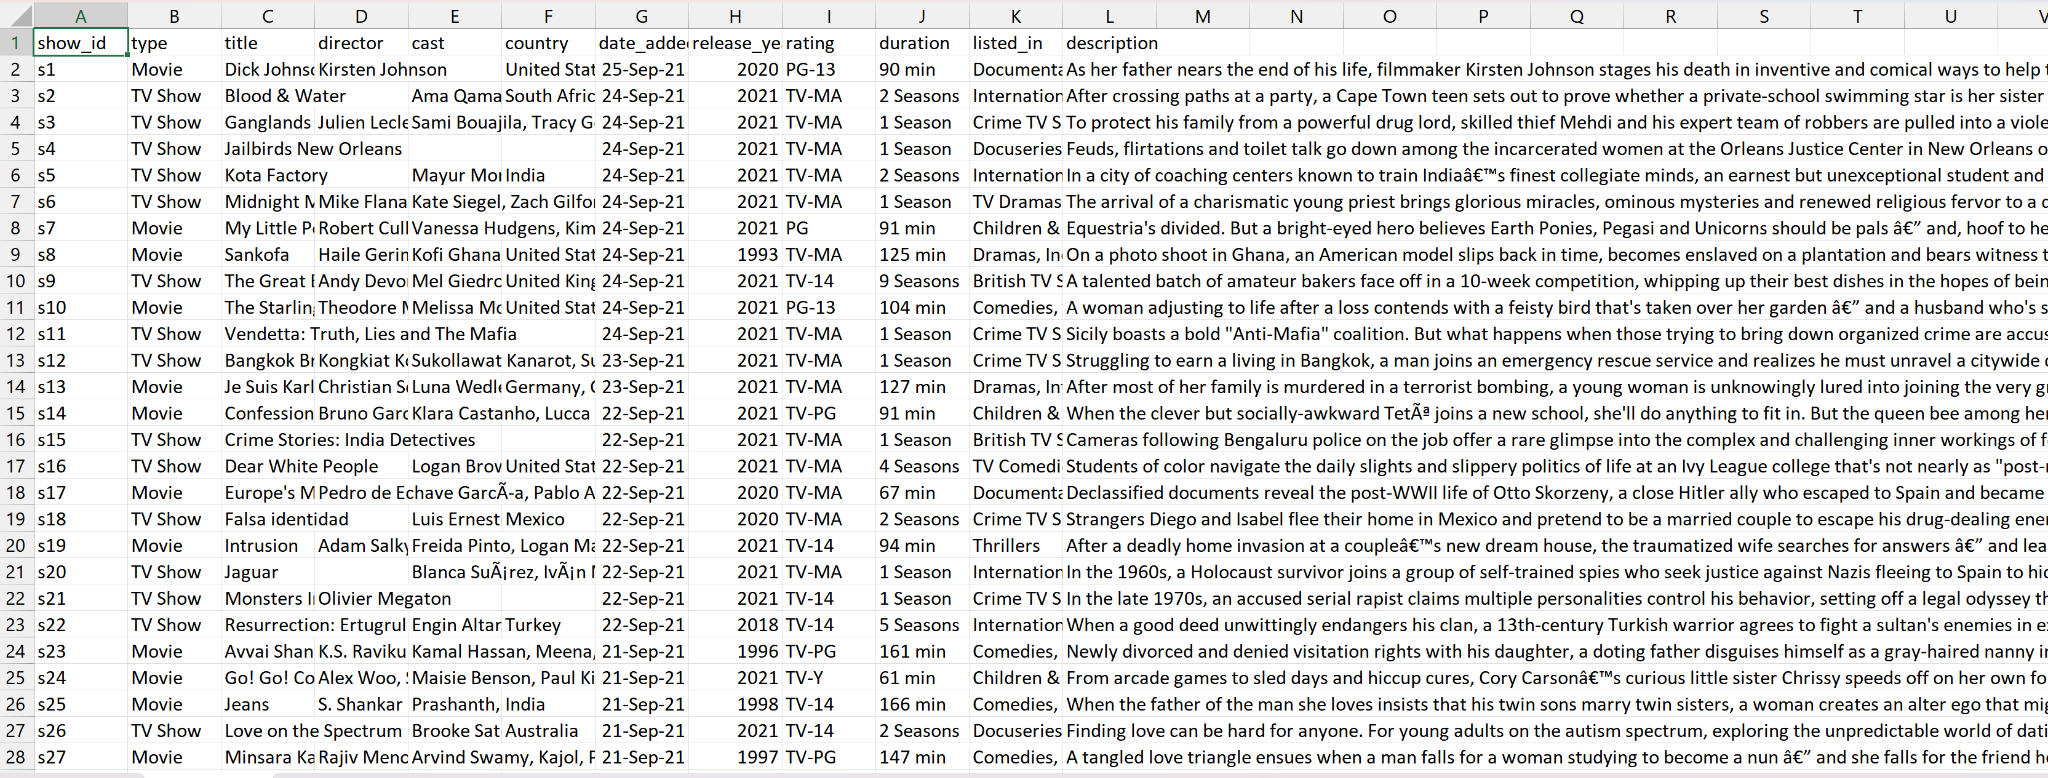 A B C D E F G H I J K L M N O P Q R S T U V
1 show_id type title director cast country date_added release_ye rating duration listed_in description
2 s1 Movie Dick Johns Kirsten Johnson United Stat 25-Sep-21 2020 PG-13 90 min Documenta As her father nears the end of his life, filmmaker Kirsten Johnson stages his death in inventive and comical ways to help
3 s2 TV Show Blood & Water Ama Qama South Afric 24-Sep-21 2021 TV-MA 2 Seasons Internation After crossing paths at a party, a Cape Town teen sets out to prove whether a private-school swimming star is her sister
4 s3 TV Show Ganglands Julien Lecle Sami Bouajila, Tracy G 24-Sep-21 2021 TV-MA 1 Season Crime TV S To protect his family from a powerful drug lord, skilled thief Mehdi and his expert team of robbers are pulled into a viole
5 s4 TV Show Jailbirds New Orleans 24-Sep-21 2021 TV-MA 1 Season Docuseries Feuds, flirtations and toilet talk go down among the incarcerated women at the Orleans Justice Center in New Orleans o
6 s5 TV Show Kota Factory Mayur Mor India 24-Sep-21 2021 TV-MA 2 Seasons Internation In a city of coaching centers known to train Indiaâ€™s finest collegiate minds, an earnest but unexceptional student and
7 s6 TV Show Midnight M Mike Flana Kate Siegel, Zach Gilfo 24-Sep-21 2021 TV-MA 1 Season TV Dramas The arrival of a charismatic young priest brings glorious miracles, ominous mysteries and renewed religious fervor to a
8 s7 Movie My Little P Robert Cull Vanessa Hudgens, Kim 24-Sep-21 2021 PG 91 min Children & Equestria's divided. But a bright-eyed hero believes Earth Ponies, Pegasi and Unicorns should be pals â€” and, hoof to he
9 s8 Movie Sankofa Haile Gerin Kofi Ghana United Stat 24-Sep-21 1993 TV-MA 125 min Dramas, In On a photo shoot in Ghana, an American model slips back in time, becomes enslaved on a plantation and bears witness t
10 s9 TV Show The Great Andy Devo Mel Giedrc United King 24-Sep-21 2021 TV-14 9 Seasons British TV S A talented batch of amateur bakers face off in a 10-week competition, whipping up their best dishes in the hopes of bein
11 s10 Movie The Starlin Theodore M Melissa Mc United Stat 24-Sep-21 2021 PG-13 104 min Comedies, A woman adjusting to life after a loss contends with a feisty bird that's taken over her garden â€” and a husband who's s
12 s11 TV Show Vendetta: Truth, Lies and The Mafia 24-Sep-21 2021 TV-MA 1 Season Crime TV S Sicily boasts a bold "Anti-Mafia" coalition. But what happens when those trying to bring down organized crime are accus
13 s12 TV Show Bangkok Br Kongkiat Ko Sukollawat Kanarot, Su 23-Sep-21 2021 TV-MA 1 Season Crime TV S Struggling to earn a living in Bangkok, a man joins an emergency rescue service and realizes he must unravel a citywide
14 s13 Movie Je Suis Karl Christian S Luna Wedle Germany, 23-Sep-21 2021 TV-MA 127 min Dramas, In After most of her family is murdered in a terrorist bombing, a young woman is unknowingly lured into joining the very gr
15 s14 Movie Confession Bruno Garc Klara Castanho, Lucca 22-Sep-21 2021 TV-PG 91 min Children & When the clever but socially-awkward TetÃª joins a new school, she'll do anything to fit in. But the queen bee among her
16 s15 TV Show Crime Stories: India Detectives 22-Sep-21 2021 TV-MA 1 Season British TV S Cameras following Bengaluru police on the job offer a rare glimpse into the complex and challenging inner workings of f
17 s16 TV Show Dear White People Logan Brow United Stat 22-Sep-21 2021 TV-MA 4 Seasons TV Comedi Students of color navigate the daily slights and slippery politics of life at an Ivy League college that's not nearly as "post-
18 s17 Movie Europe's M Pedro de Echave GarcÃ-a, Pablo A 22-Sep-21 2020 TV-MA 67 min Documenta Declassified documents reveal the post-WWII life of Otto Skorzeny, a close Hitler ally who escaped to Spain and became
19 s18 TV Show Falsa identidad Luis Ernest Mexico 22-Sep-21 2020 TV-MA 2 Seasons Crime TV S Strangers Diego and Isabel flee their home in Mexico and pretend to be a married couple to escape his drug-dealing ene
20 s19 Movie Intrusion Adam Salky Freida Pinto, Logan Ma 22-Sep-21 2021 TV-14 94 min Thrillers After a deadly home invasion at a coupleâ€™s new dream house, the traumatized wife searches for answers â€” and lea
21 s20 TV Show Jaguar Blanca SuÃ¡rez, IvÃ¡n 22-Sep-21 2021 TV-MA 1 Season Internation In the 1960s, a Holocaust survivor joins a group of self-trained spies who seek justice against Nazis fleeing to Spain to hid
22 s21 TV Show Monsters I Olivier Megaton 22-Sep-21 2021 TV-14 1 Season Crime TV S In the late 1970s, an accused serial rapist claims multiple personalities control his behavior, setting off a legal odyssey th
23 s22 TV Show Resurrection: Ertugrul Engin Altan Turkey 22-Sep-21 2018 TV-14 5 Seasons Internation When a good deed unwittingly endangers his clan, a 13th-century Turkish warrior agrees to fight a sultan's enemies in e
24 s23 Movie Avvai Shan K.S. Raviku Kamal Hassan, Meena, 21-Sep-21 1996 TV-PG 161 min Comedies, Newly divorced and denied visitation rights with his daughter, a doting father disguises himself as a gray-haired nanny i
25 s24 Movie Go! Go! Co Alex Woo, Maisie Benson, Paul Ki 21-Sep-21 2021 TV-Y 61 min Children & From arcade games to sled days and hiccup cures, Cory Carsonâ€™s curious little sister Chrissy speeds off on her own fo
26 s25 Movie Jeans S. Shankar Prashanth, India 21-Sep-21 1998 TV-14 166 min Comedies, When the father of the man she loves insists that his twin sons marry twin sisters, a woman creates an alter ego that mig
27 s26 TV Show Love on the Spectrum Brooke Sat Australia 21-Sep-21 2021 TV-14 2 Seasons Docuseries Finding love can be hard for anyone. For young adults on the autism spectrum, exploring the unpredictable world of dati
28 s27 Movie Minsara Ka Rajiv Menc Arvind Swamy, Kajol, P 21-Sep-21 1997 TV-PG 147 min Comedies, A tangled love triangle ensues when a man falls for a woman studying to become a nun â€” and she falls for the friend h